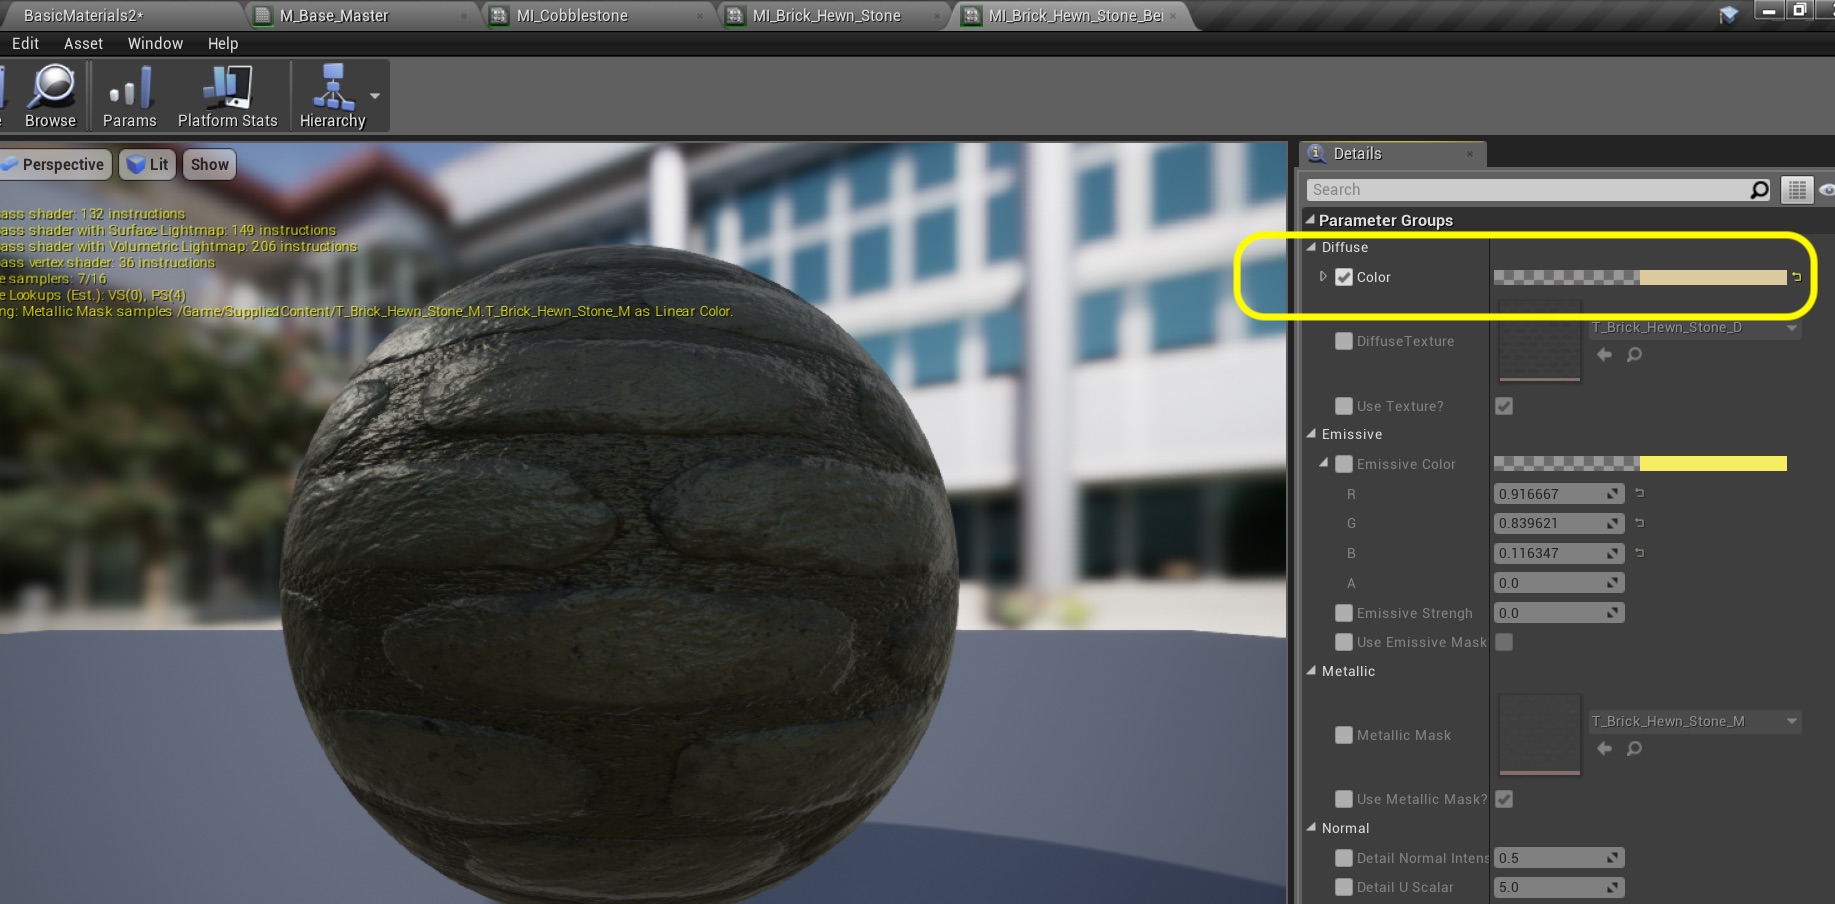 BasicMaterials2*
M_Base_Master
MI_Cobblestone
MI_Brick_Hewn_Stone
MI_Brick_Hewn_Stone_Bei
Edit Asset Window Help
Browse Params Platform Stats Hierarchy
Perspective Lit Show
ass shader: 132 instructions
ass shader with Surface Lightmap: 149 instructions
ass shader with Volumetric Lightmap: 206 instructions
ass vertex shader: 36 instructions
e samplers: 7/16
e Lookups (Est.): VS(0), PS(4)
ng: Metallic Mask samples /Game/SuppliedContent/T_Brick_Hewn_Stone_M.T_Brick_Hewn_Stone_M as Linear Color.
Details
Search
Parameter Groups
Diffuse
Color
DiffuseTexture T_Brick_Hewn_Stone_D
Use Texture?
Emissive
Emissive Color
R 0.916667
G 0.839621
B 0.116347
A 0.0
Emissive Strengh 0.0
Use Emissive Mask
Metallic
Metallic Mask T_Brick_Hewn_Stone_M
Use Metallic Mask?
Normal
Detail Normal Intens 0.5
Detail U Scalar 5.0